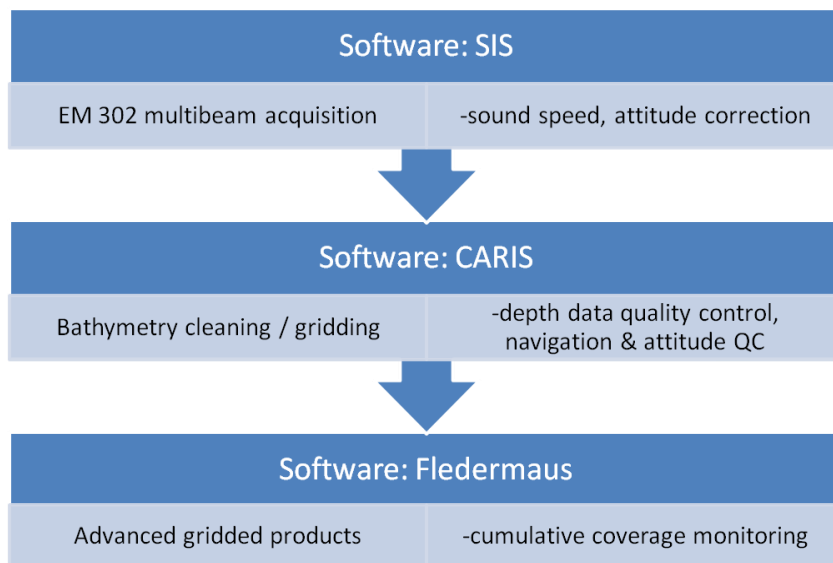 Software: SIS
EM 302 multibeam acquisition
-sound speed, attitude correction
Software: CARIS
Bathymetry cleaning / gridding
-depth data quality control,
navigation & attitude QC
Software: Fledermaus
Advanced gridded products
-cumulative coverage monitoring